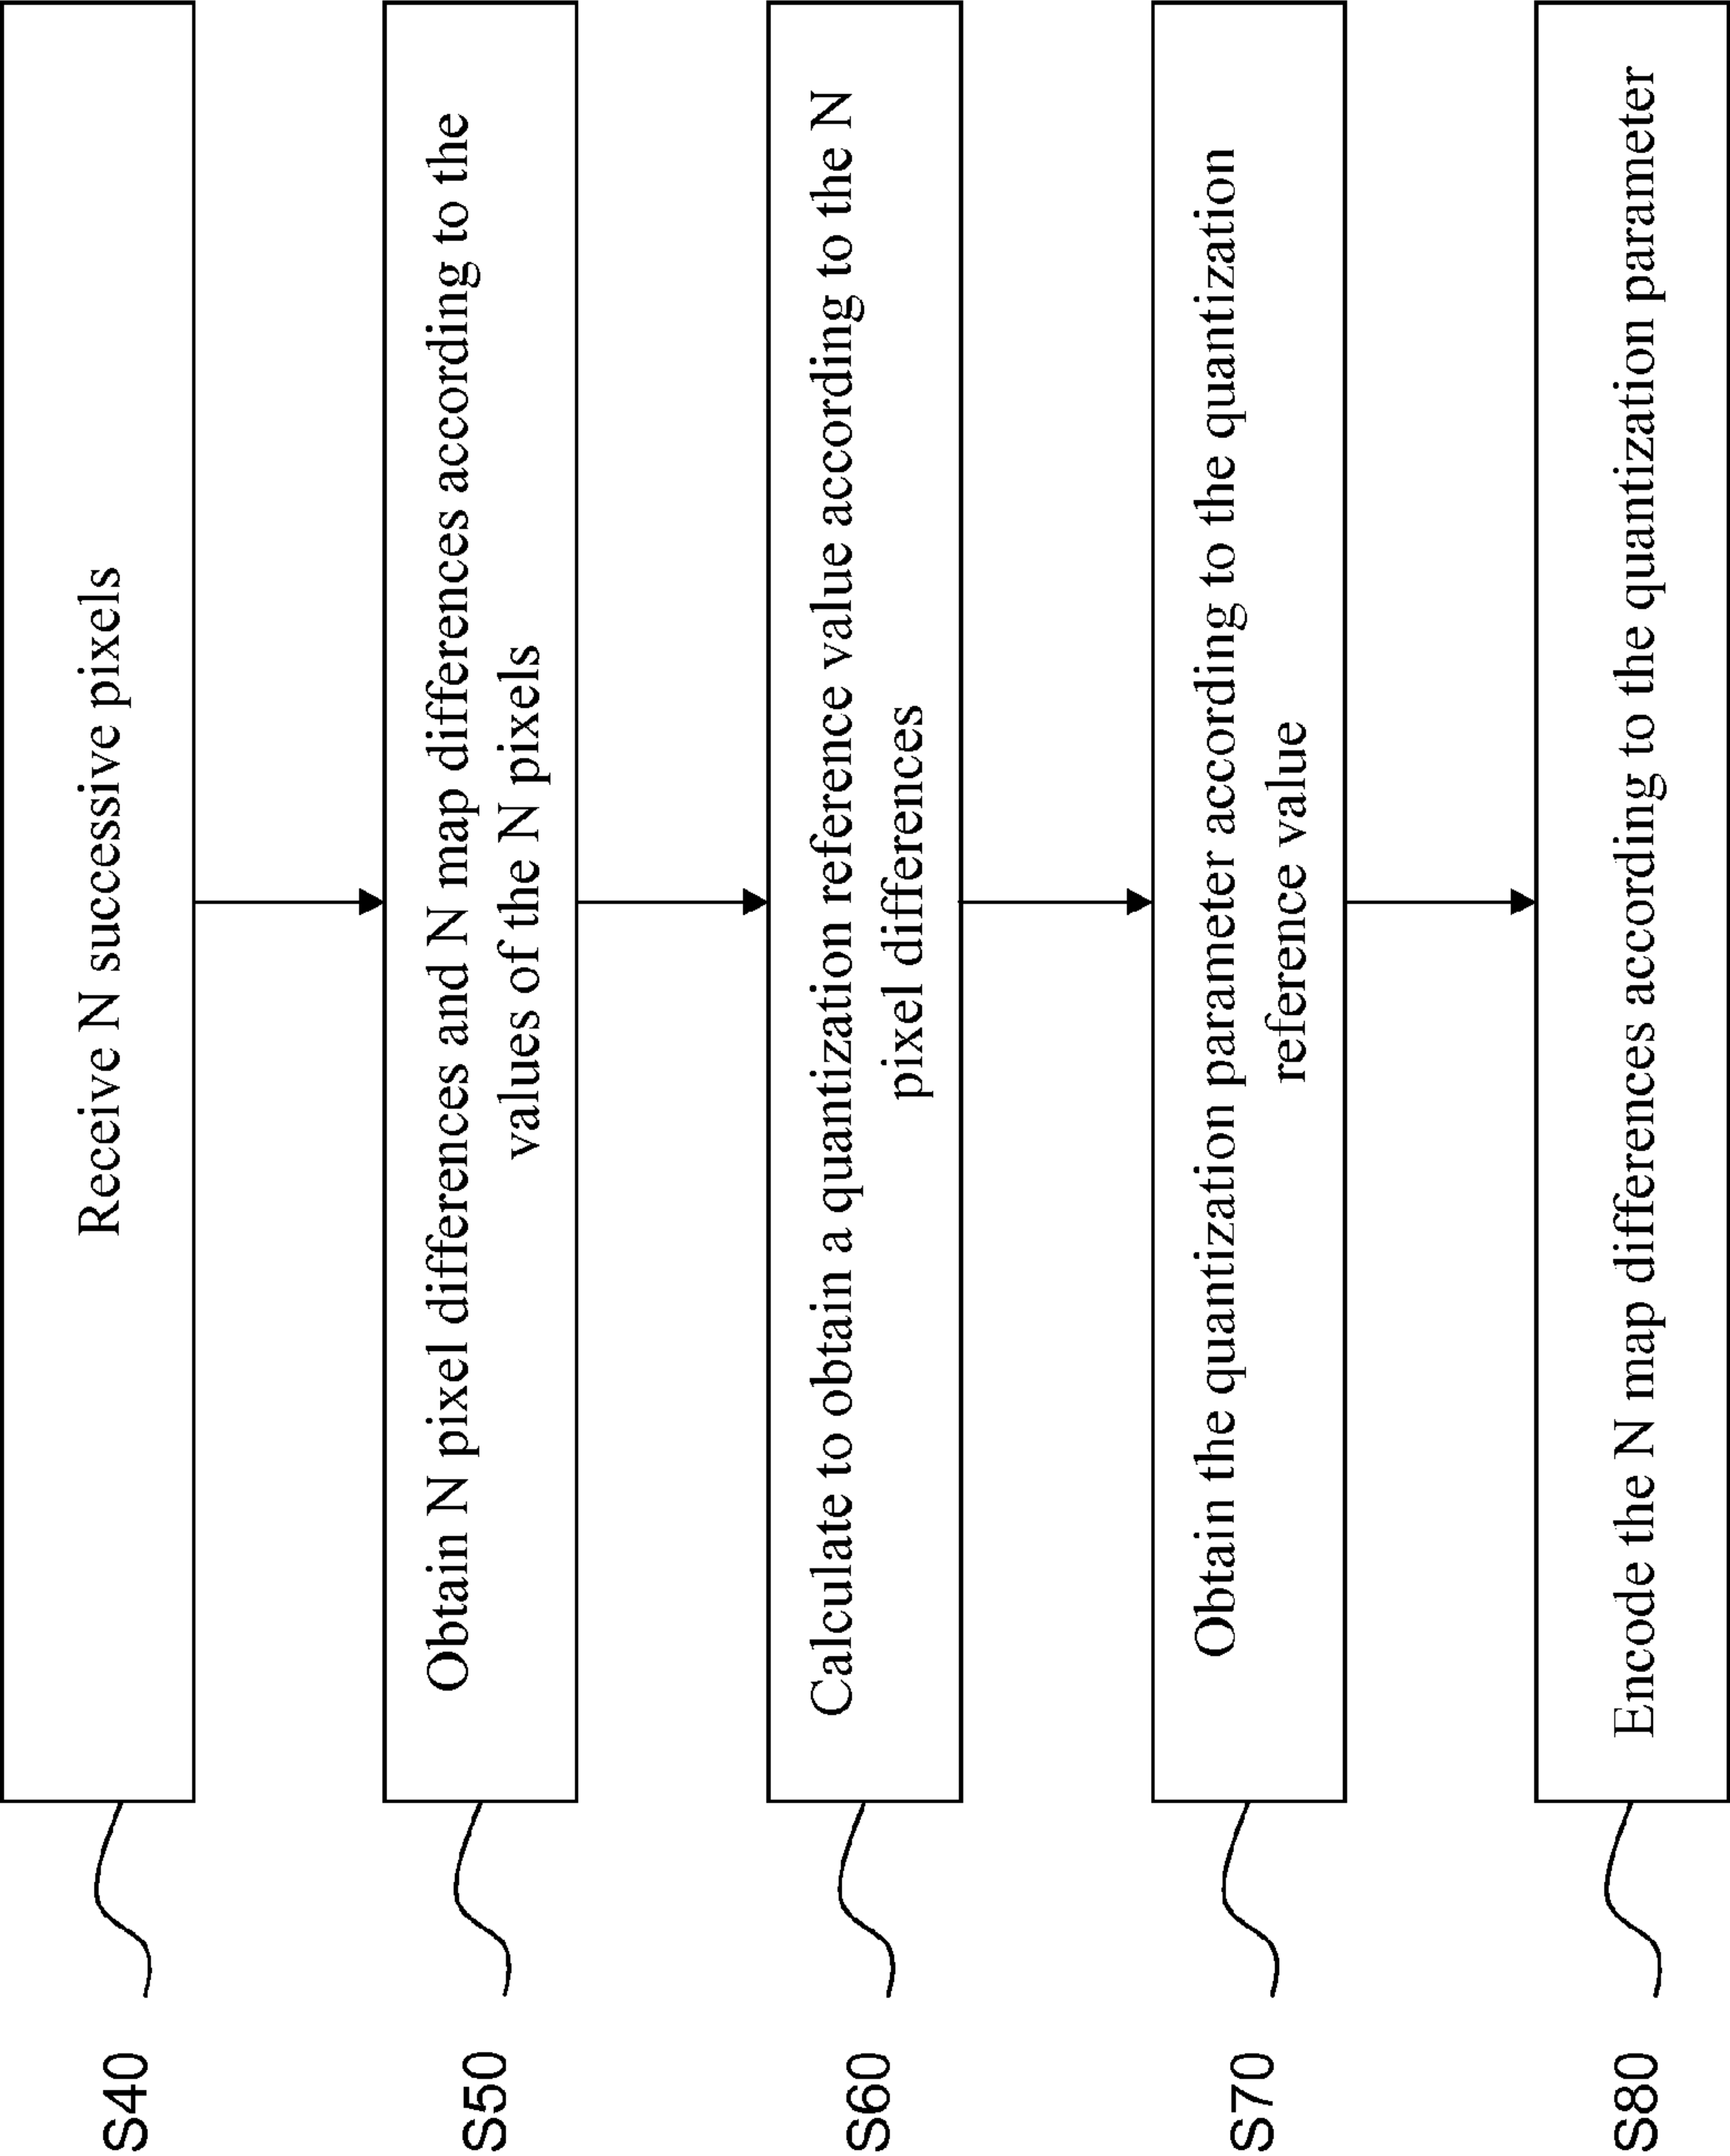 S40
Receive N successive pixels
S50
Obtain N pixel differences and N map differences according to the
values of the N pixels
S60
Calculate to obtain a quantization reference value according to the N
pixel differences
S70
Obtain the quantization parameter according to the quantization
reference value
S80
Encode the N map differences according to the quantization parameter